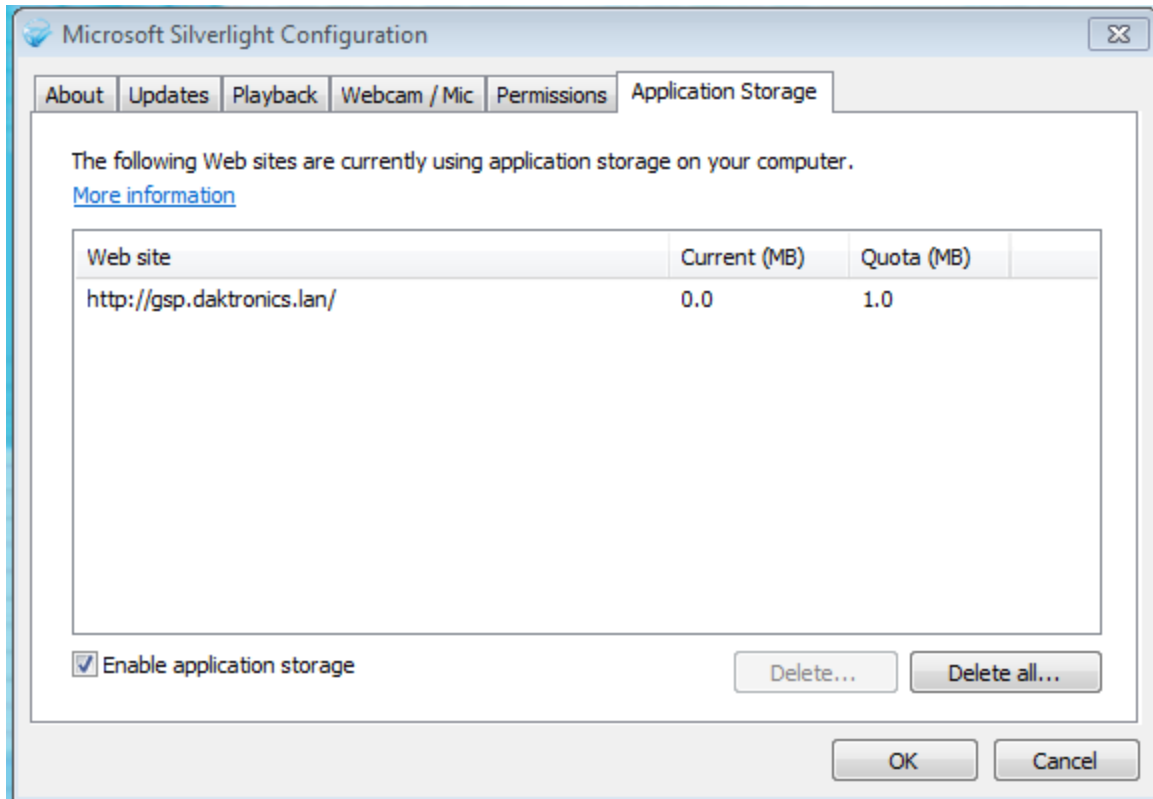 Microsoft Silverlight Configuration
About Updates Playback Webcam / Mic Permissions Application Storage
The following Web sites are currently using application storage on your computer.
More information
Web site Current (MB) Quota (MB)
http://gsp.daktronics.lan/ 0.0 1.0
Enable application storage Delete... Delete all...
OK Cancel